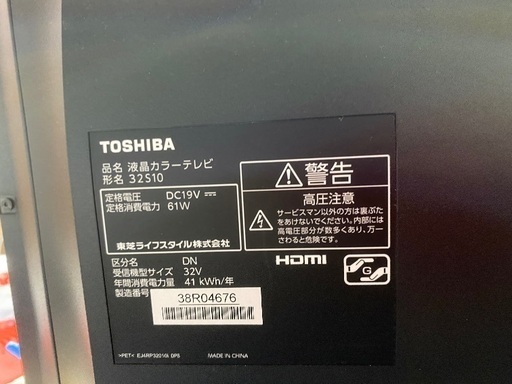 TOSHIBA
品名 液晶カラーテレビ
形名 32S10
定格電圧 DC19V ⎓
定格消費電力 61W
東芝ライフスタイル株式会社
区分名 DN
受信機型サイズ 32V
年間消費電力量 41 kWh/年
製造番号
38R04676
警告
高圧注意
サービスマン以外の方は裏ぶた
をあけないでください。内部には
高電圧部分が数多くあり、万一
さわると危険です。
HDMI
G
MADE IN CHINA